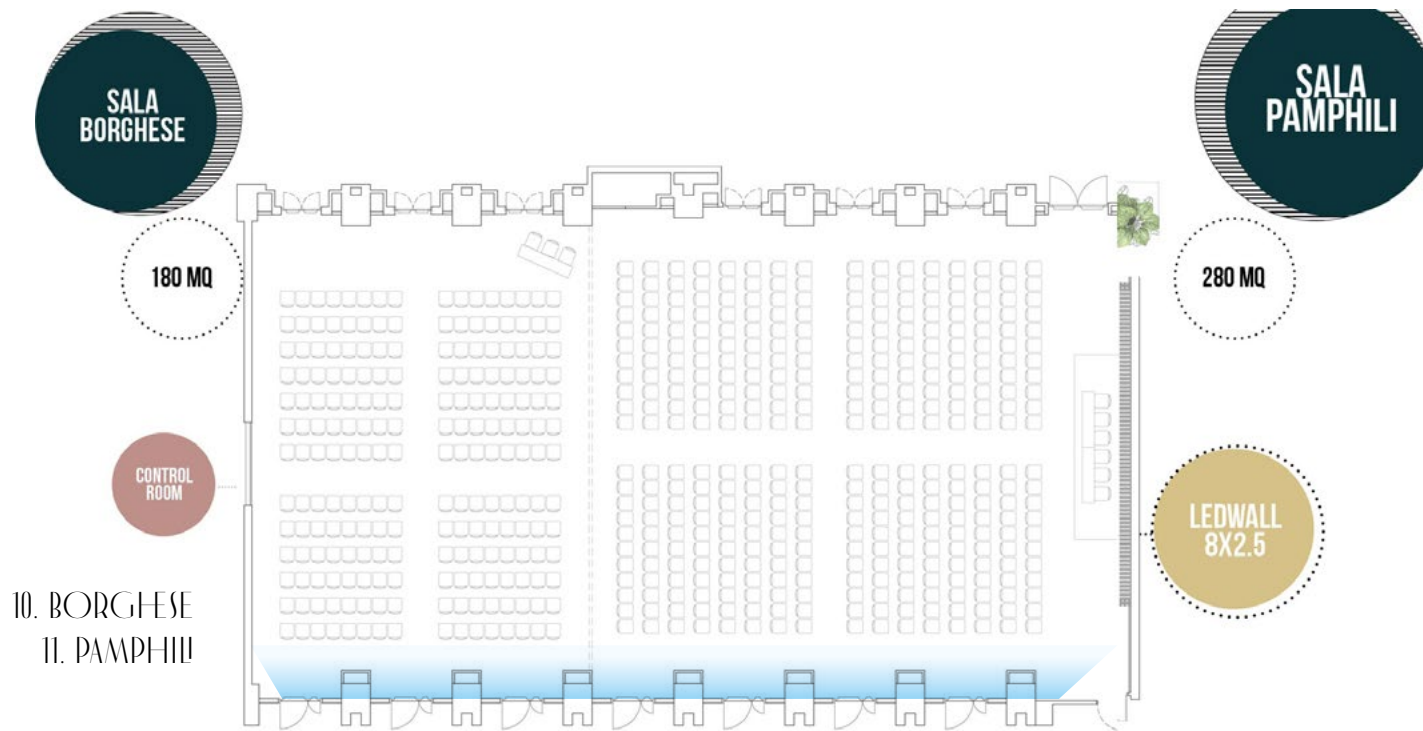 SALA
BORGHESE
SALA
PAMPHILI
180 MQ
280 MQ
CONTROL
ROOM
LEDWALL
8X2.5
10. BORGHESE
11. PAMPHILI